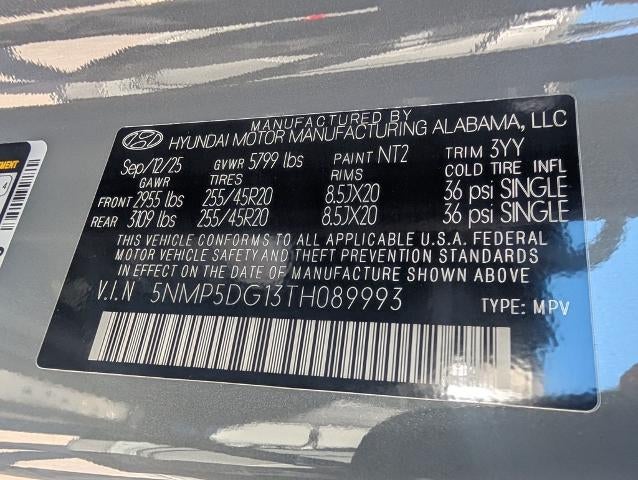 MANUFACTURED BY
HYUNDAI MOTOR MANUFACTURING ALABAMA, LLC
Sep/12/25 GVWR 5799 lbs PAINT NT2 TRIM 3YY
GAWR TIRES RIMS COLD TIRE INFL
FRONT 2955 lbs 255/45R20 8.5JX20 36 psi SINGLE
REAR 3109 lbs 255/45R20 8.5JX20 36 psi SINGLE
THIS VEHICLE CONFORMS TO ALL APPLICABLE U.S.A. FEDERAL
MOTOR VEHICLE SAFETY AND THEFT PREVENTION STANDARDS
IN EFFECT ON THE DATE OF MANUFACTURE SHOWN ABOVE
V.I.N 5NMP5DG13TH089993 TYPE: MPV